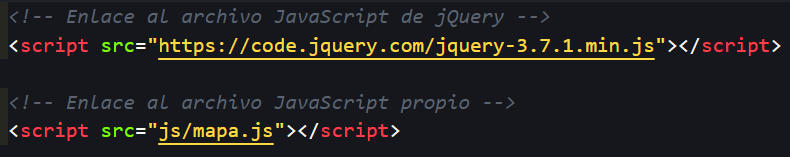 <!-- Enlace al archivo JavaScript de jQuery -->
<script src="https://code.jquery.com/jquery-3.7.1.min.js"></script>
<!-- Enlace al archivo JavaScript propio -->
<script src="js/mapa.js"></script>